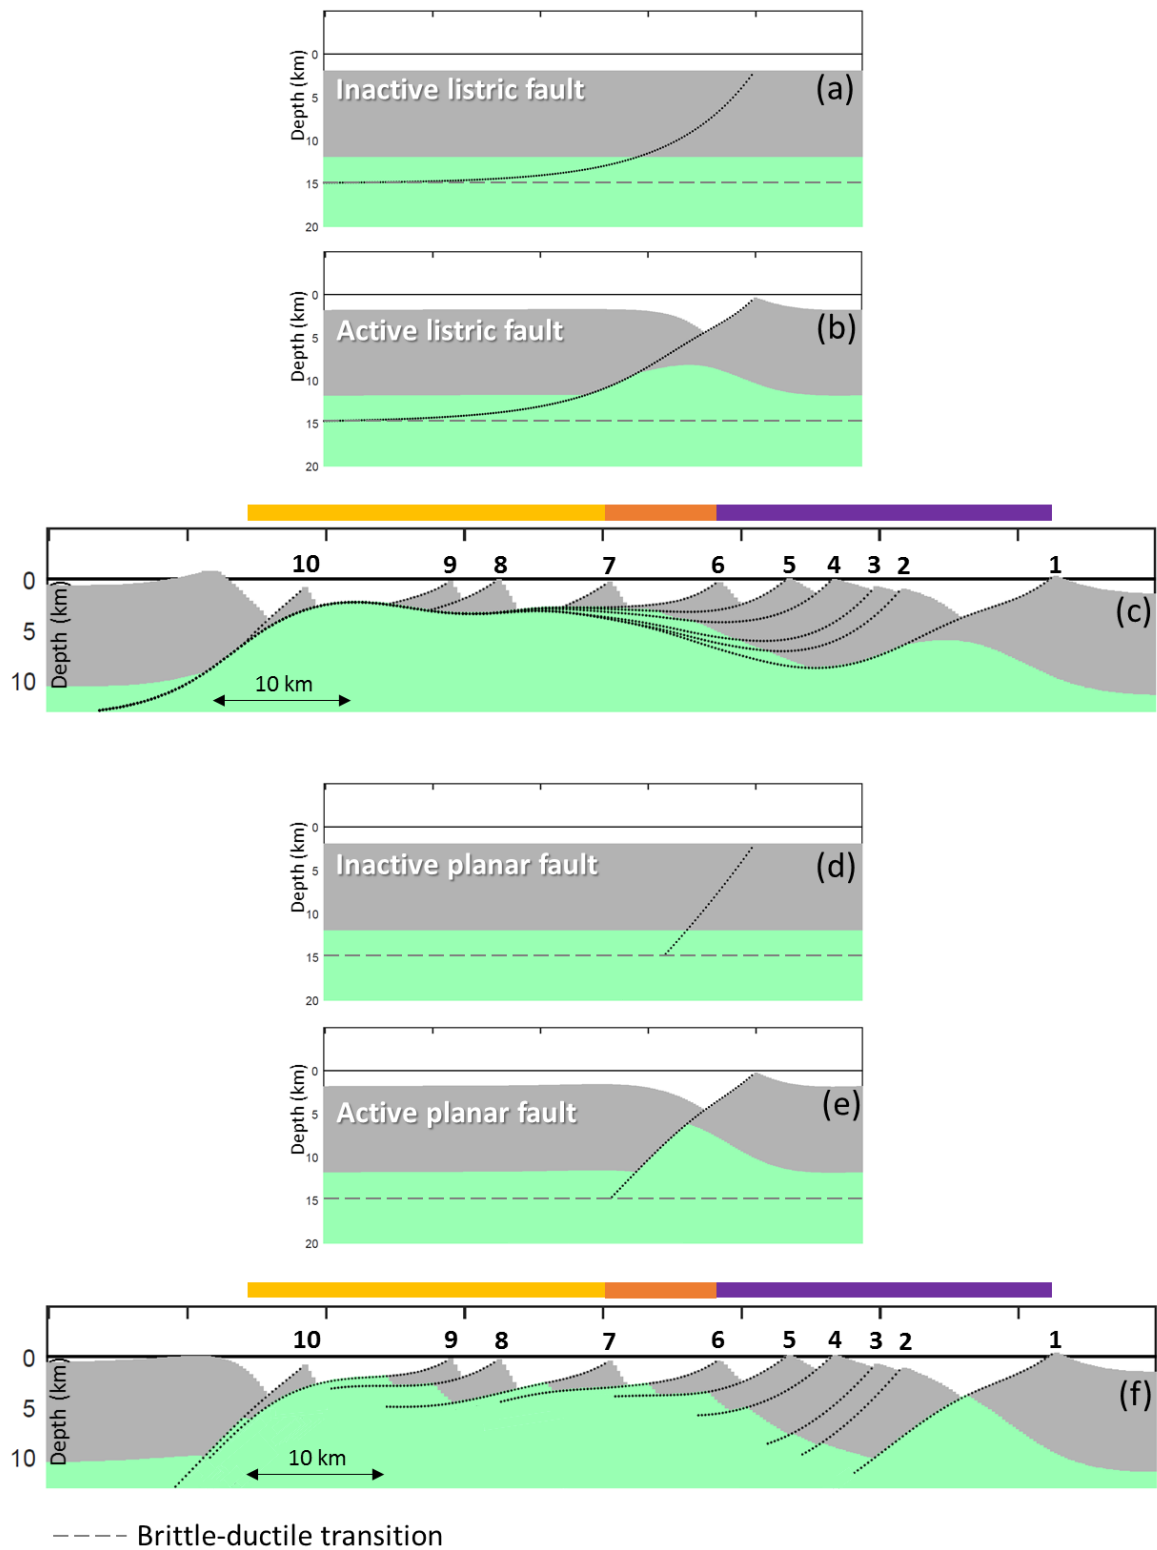 Depth (km)
0
5
10
15
20
Inactive listric fault
(a)
Depth (km)
0
5
10
15
20
Active listric fault
(b)
10 9 8 7 6 5 4 3 2 1
0
5
10
Depth (km)
10 km
(c)
Depth (km)
0
5
10
15
20
Inactive planar fault
(d)
Depth (km)
0
5
10
15
20
Active planar fault
(e)
10 9 8 7 6 5 4 3 2 1
0
5
10
Depth (km)
10 km
(f)
Brittle-ductile transition